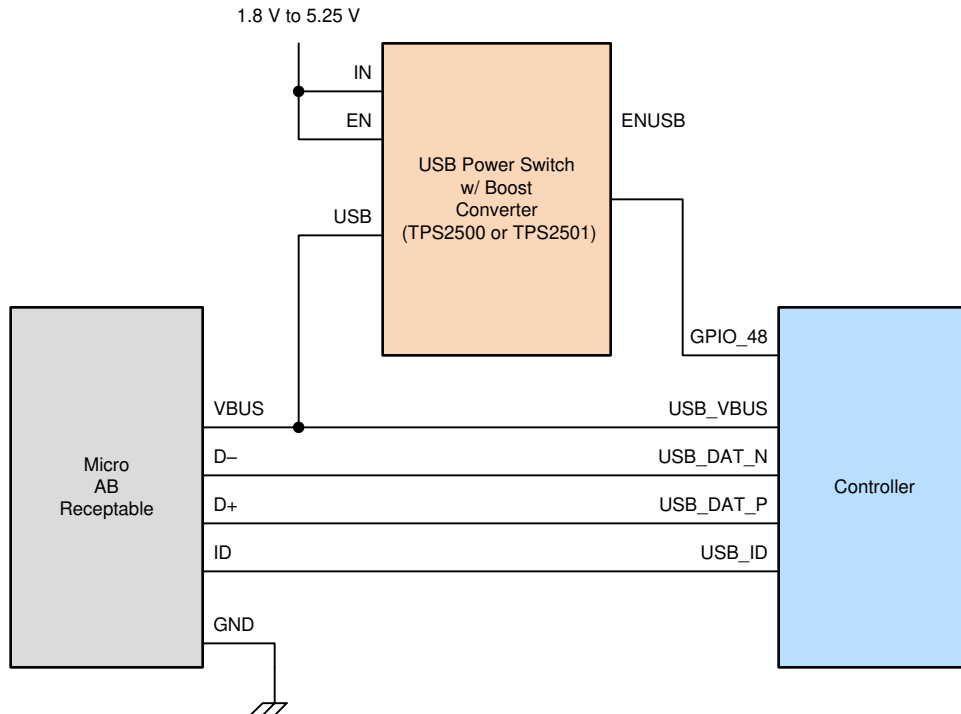 1.8 V to 5.25 V
IN
EN
ENUSB
USB Power Switch
w/ Boost
Converter
(TPS2500 or TPS2501)
USB
GPIO_48
VBUS
USB_VBUS
D–
USB_DAT_N
Micro
AB
Receptable
Controller
D+
USB_DAT_P
ID
USB_ID
GND